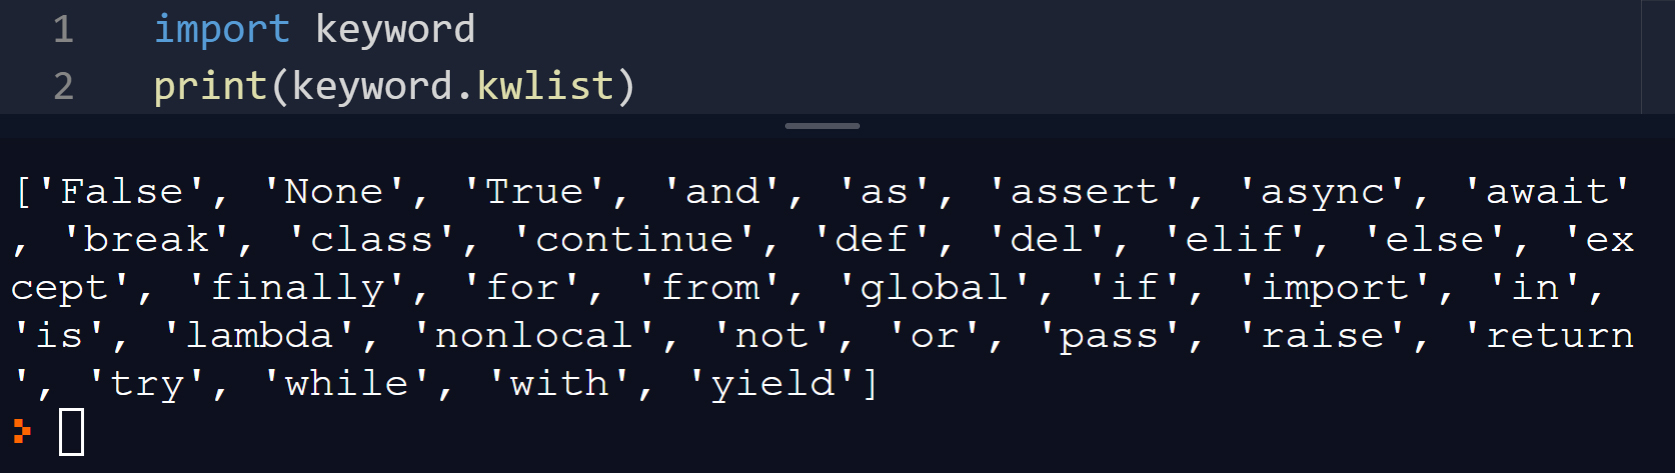 1 import keyword
2 print(keyword.kwlist)
['False', 'None', 'True', 'and', 'as', 'assert', 'async', 'await'
, 'break', 'class', 'continue', 'def', 'del', 'elif', 'else', 'ex
cept', 'finally', 'for', 'from', 'global', 'if', 'import', 'in',
'is', 'lambda', 'nonlocal', 'not', 'or', 'pass', 'raise', 'return
', 'try', 'while', 'with', 'yield']